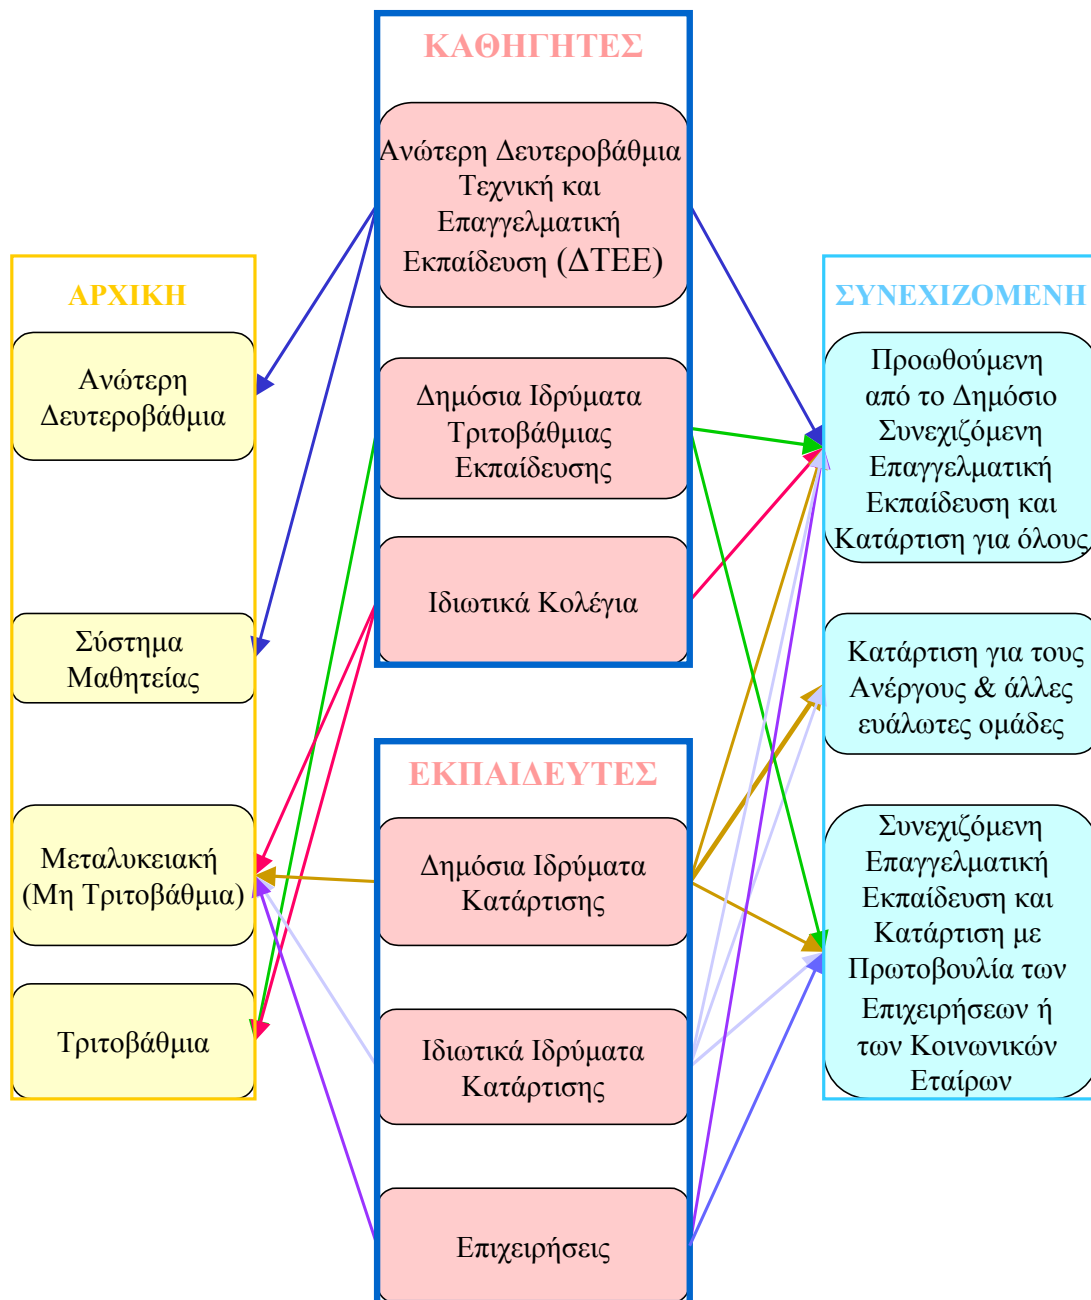 ΚΑΘΗΓΗΤΕΣ
Ανώτερη Δευτεροβάθμια
Τεχνική και
Επαγγελματική
Εκπαίδευση (ΔΤΕΕ)
Δημόσια Ιδρύματα
Τριτοβάθμιας
Εκπαίδευσης
Ιδιωτικά Κολέγια
ΑΡΧΙΚΗ
Ανώτερη
Δευτεροβάθμια
Σύστημα
Μαθητείας
Μεταλυκειακή
(Μη Τριτοβάθμια)
Τριτοβάθμια
ΕΚΠΑΙΔΕΥΤΕΣ
Δημόσια Ιδρύματα
Κατάρτισης
Ιδιωτικά Ιδρύματα
Κατάρτισης
Επιχειρήσεις
ΣΥΝΕΧΙΖΟΜΕΝΗ
Προωθούμενη
από το Δημόσιο
Συνεχιζόμενη
Επαγγελματική
Εκπαίδευση και
Κατάρτιση για όλους
Κατάρτιση για τους
Ανέργους & άλλες
ευάλωτες ομάδες
Συνεχιζόμενη
Επαγγελματική
Εκπαίδευση και
Κατάρτιση με
Πρωτοβουλία των
Επιχειρήσεων ή
των Κοινωνικών
Εταίρων